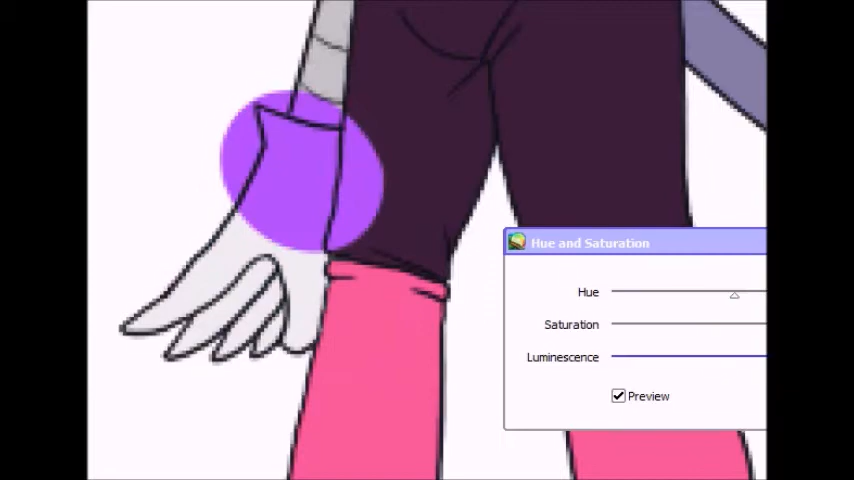 Hue and Saturation
Hue
Saturation
Luminescence
Preview